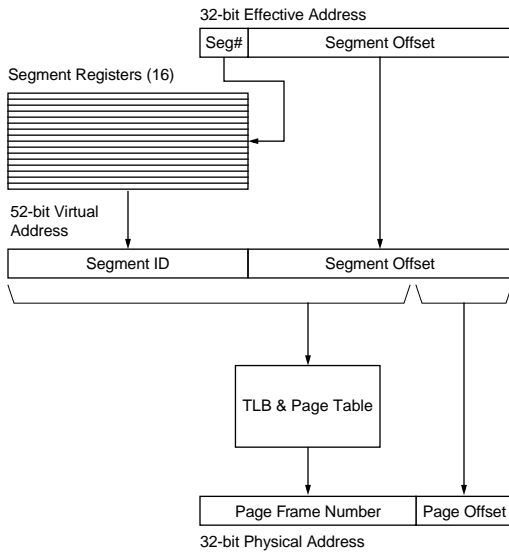 32-bit Effective Address
Seg# Segment Offset
Segment Registers (16)
52-bit Virtual
Address
Segment ID Segment Offset
TLB & Page Table
Page Frame Number Page Offset
32-bit Physical Address